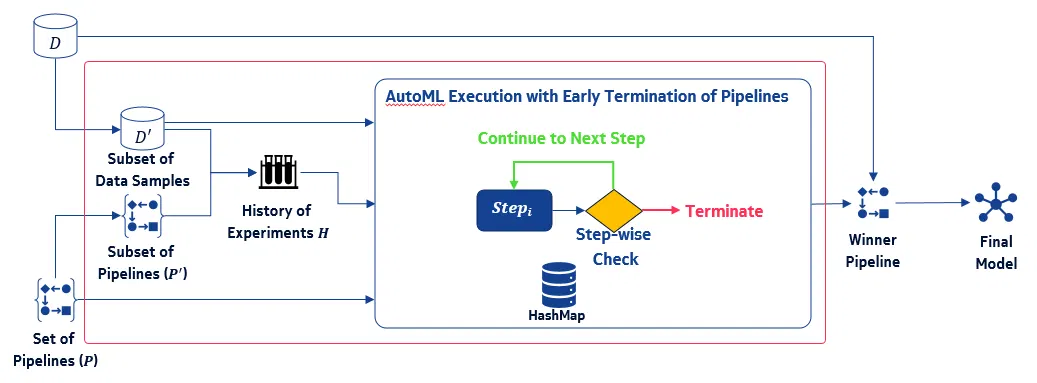 D
AutoML Execution with Early Termination of Pipelines
D'
Continue to Next Step
Subset of
Data Samples
Step_i
Terminate
History of
Experiments H
Step-wise
Check
Subset of
Pipelines (P')
Winner
Pipeline
Final
Model
HashMap
Set of
Pipelines (P)